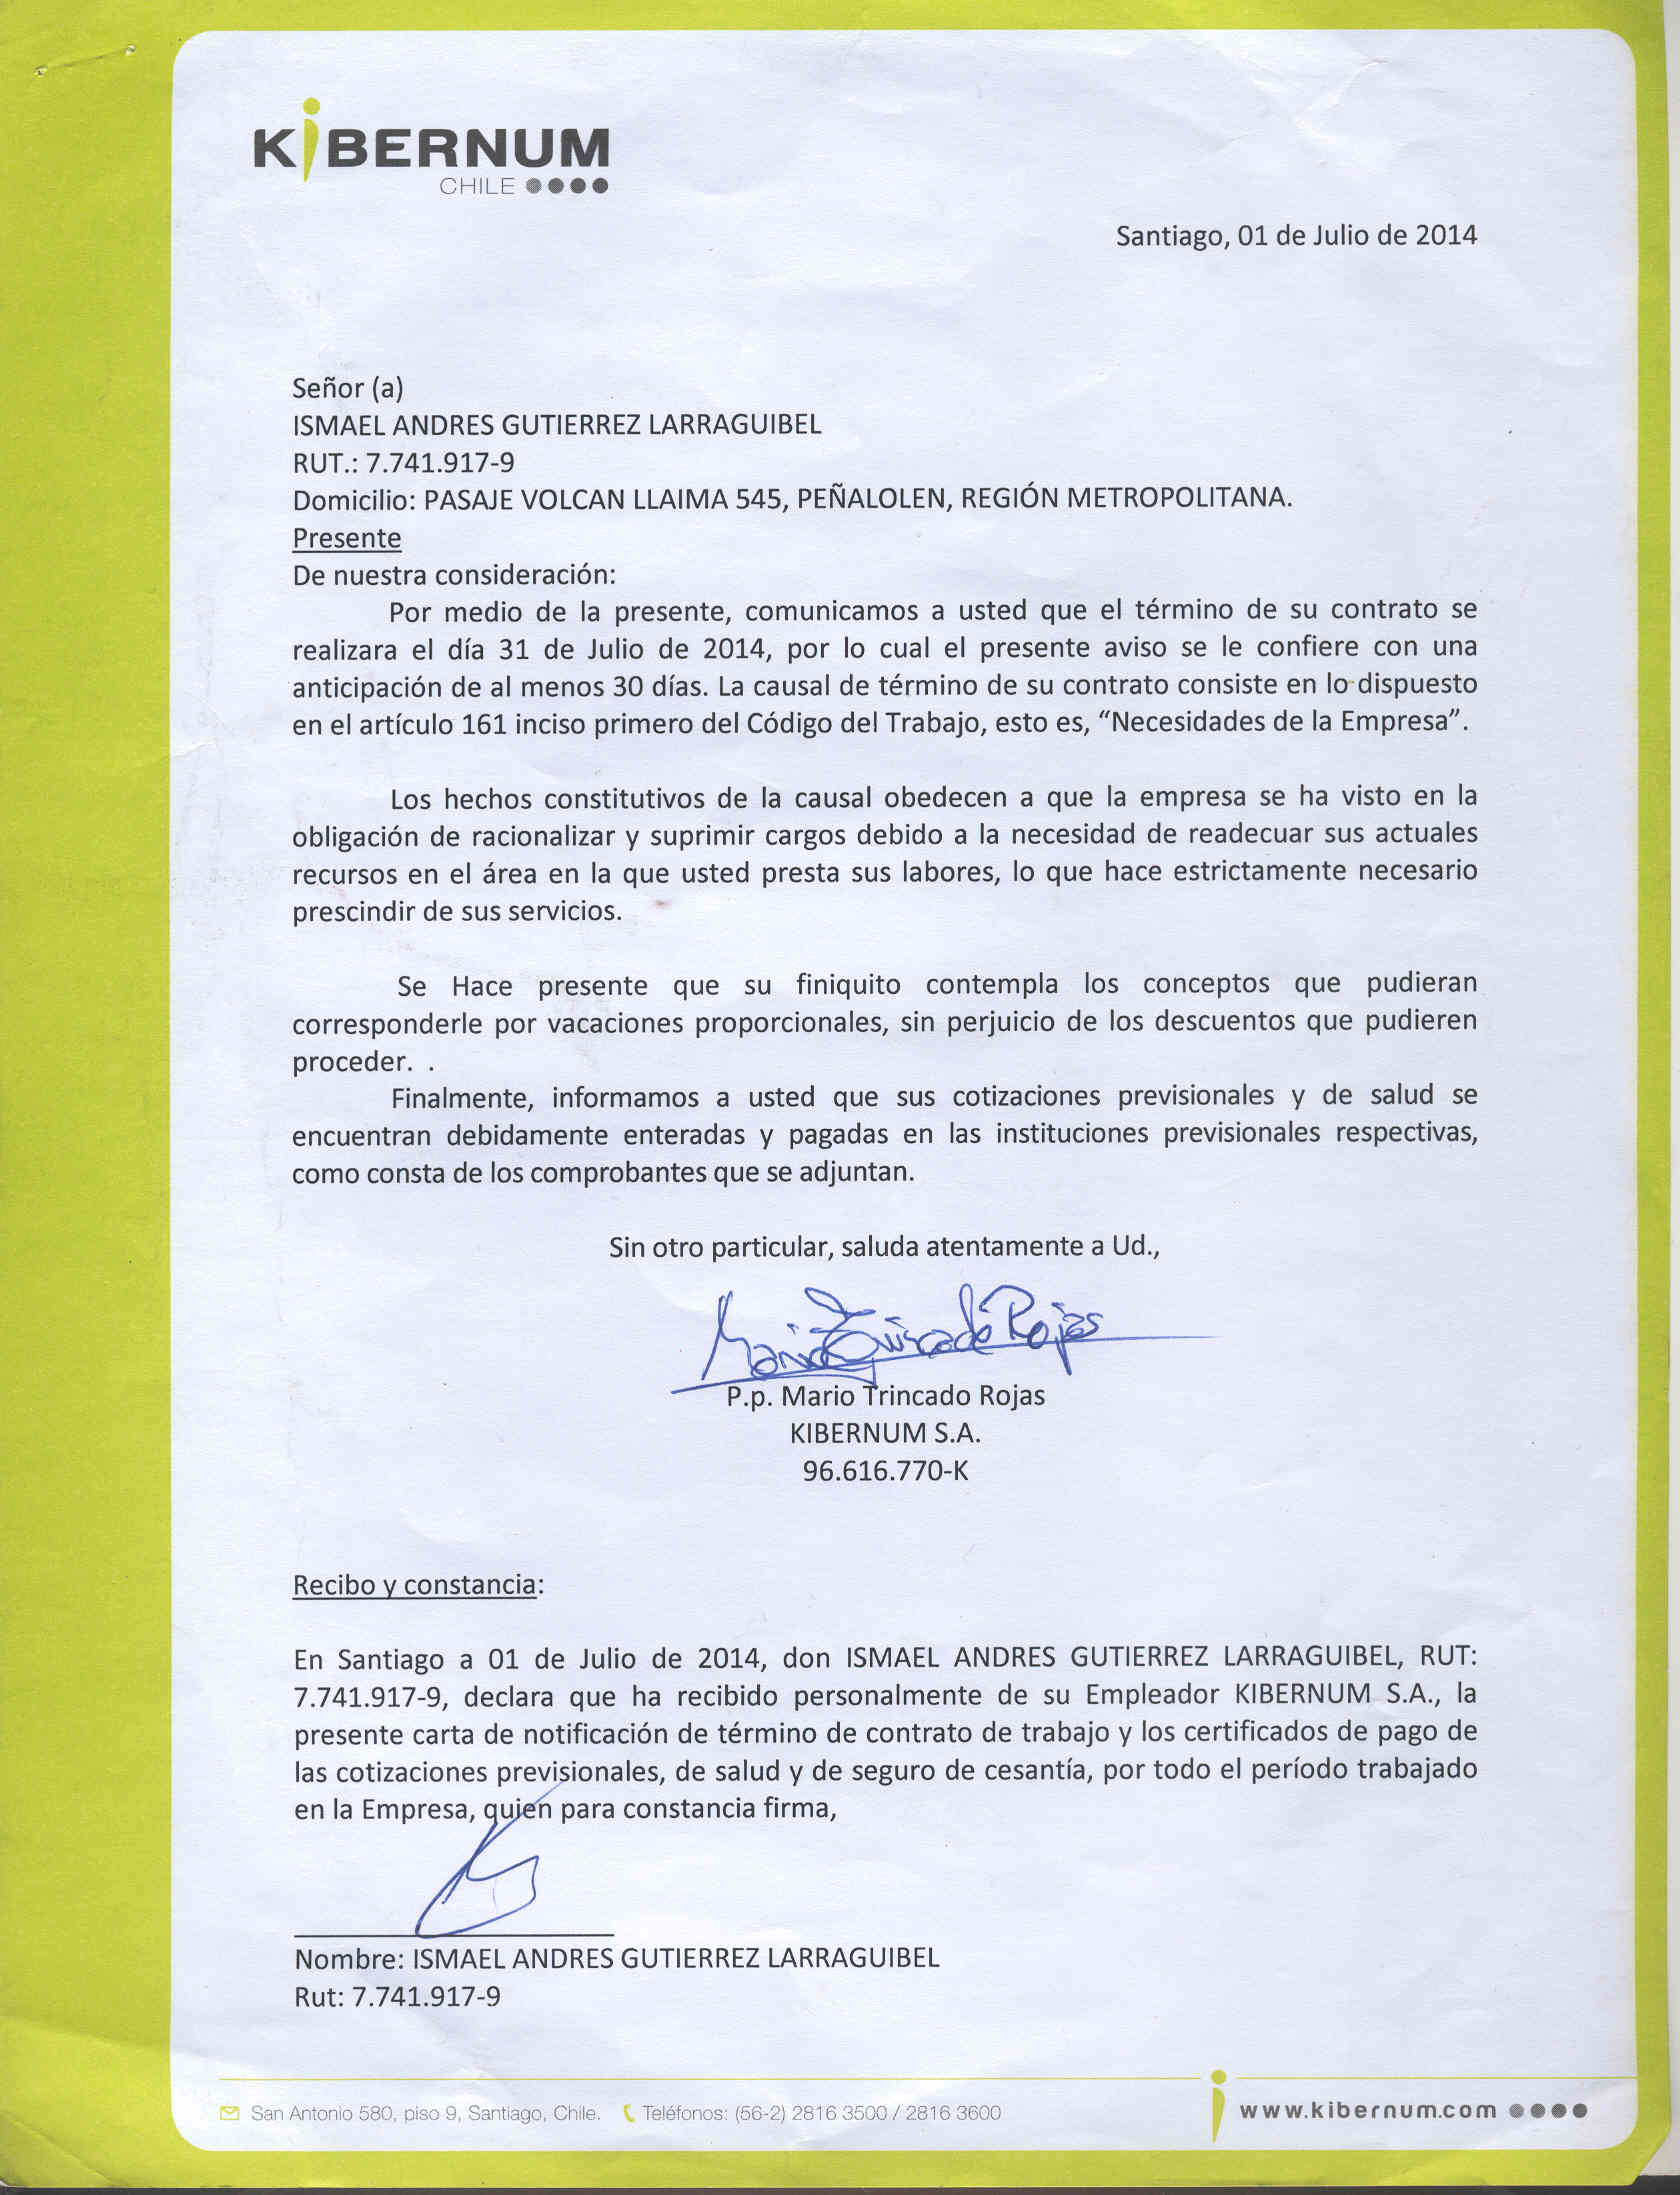 KIBERNUM
CHILE
Santiago, 01 de Julio de 2014
Señor (a)
ISMAEL ANDRES GUTIERREZ LARRAGUIBEL
RUT.: 7.741.917-9
Domicilio: PASAJE VOLCAN LLAIMA 545, PEÑALOLEN, REGIÓN METROPOLITANA.
Presente
De nuestra consideración:
Por medio de la presente, comunicamos a usted que el término de su contrato se
realizara el día 31 de Julio de 2014, por lo cual el presente aviso se le confiere con una
anticipación de al menos 30 días. La causal de término de su contrato consiste en lo dispuesto
en el artículo 161 inciso primero del Código del Trabajo, esto es, “Necesidades de la Empresa”.
Los hechos constitutivos de la causal obedecen a que la empresa se ha visto en la
obligación de racionalizar y suprimir cargos debido a la necesidad de readecuar sus actuales
recursos en el área en la que usted presta sus labores, lo que hace estrictamente necesario
prescindir de sus servicios.
Se Hace presente que su finiquito contempla los conceptos que pudieran
corresponderle por vacaciones proporcionales, sin perjuicio de los descuentos que pudieren
proceder. .
Finalmente, informamos a usted que sus cotizaciones previsionales y de salud se
encuentran debidamente enteradas y pagadas en las instituciones previsionales respectivas,
como consta de los comprobantes que se adjuntan.
Sin otro particular, saluda atentamente a Ud.,
Mario Trincado Rojas
P.p. Mario Trincado Rojas
KIBERNUM S.A.
96.616.770-K
Recibo y constancia:
En Santiago a 01 de Julio de 2014, don ISMAEL ANDRES GUTIERREZ LARRAGUIBEL, RUT:
7.741.917-9, declara que ha recibido personalmente de su Empleador KIBERNUM S.A., la
presente carta de notificación de término de contrato de trabajo y los certificados de pago de
las cotizaciones previsionales, de salud y de seguro de cesantía, por todo el período trabajado
en la Empresa, quien para constancia firma,
Nombre: ISMAEL ANDRES GUTIERREZ LARRAGUIBEL
Rut: 7.741.917-9
San Antonio 580, piso 9, Santiago, Chile. Teléfonos: (56-2) 2816 3500 / 2816 3600
www.kibernum.com